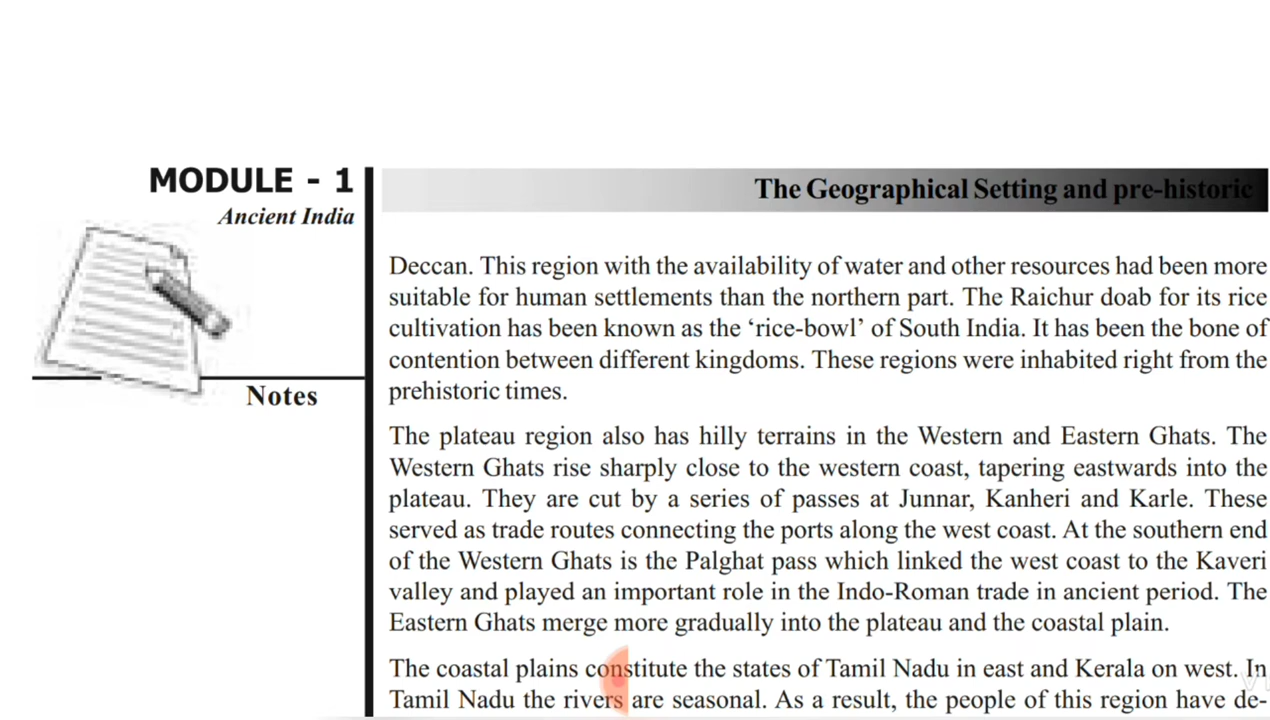 MODULE - 1
Ancient India
Notes
The Geographical Setting and pre-historic
Deccan. This region with the availability of water and other resources had been more
suitable for human settlements than the northern part. The Raichur doab for its rice
cultivation has been known as the ‘rice-bowl’ of South India. It has been the bone of
contention between different kingdoms. These regions were inhabited right from the
prehistoric times.
The plateau region also has hilly terrains in the Western and Eastern Ghats. The
Western Ghats rise sharply close to the western coast, tapering eastwards into the
plateau. They are cut by a series of passes at Junnar, Kanheri and Karle. These
served as trade routes connecting the ports along the west coast. At the southern end
of the Western Ghats is the Palghat pass which linked the west coast to the Kaveri
valley and played an important role in the Indo-Roman trade in ancient period. The
Eastern Ghats merge more gradually into the plateau and the coastal plain.
The coastal plains constitute the states of Tamil Nadu in east and Kerala on west. In
Tamil Nadu the rivers are seasonal. As a result, the people of this region have de-